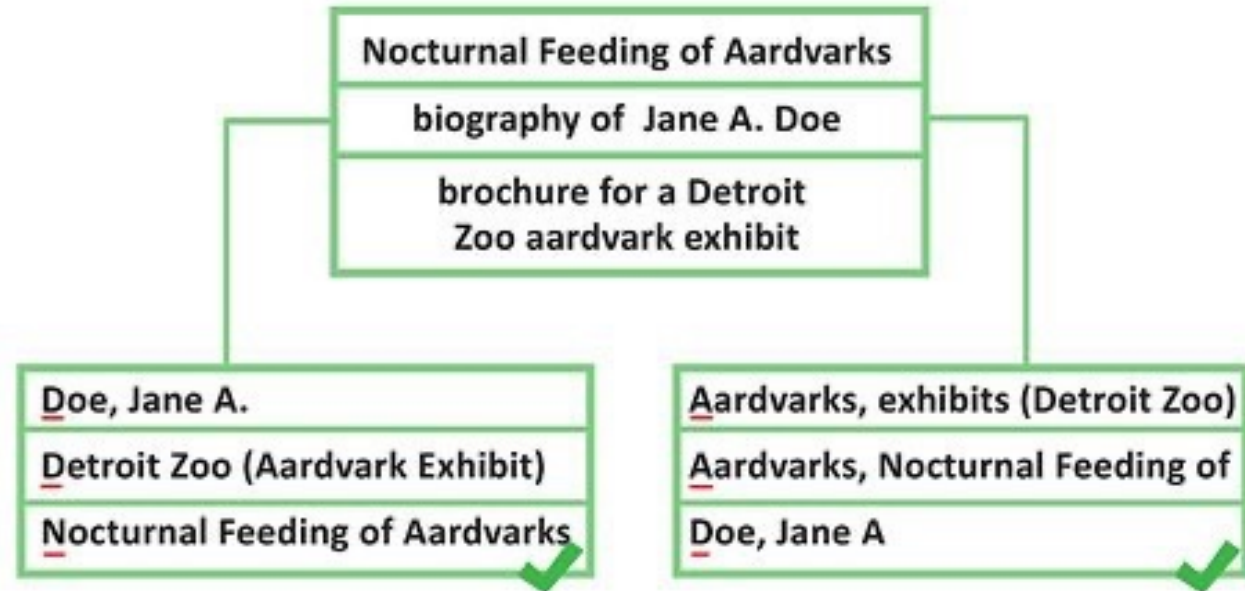 Nocturnal Feeding of Aardvarks
biography of Jane A. Doe
brochure for a Detroit
Zoo aardvark exhibit
Doe, Jane A.
Detroit Zoo (Aardvark Exhibit)
Nocturnal Feeding of Aardvarks
Aardvarks, exhibits (Detroit Zoo)
Aardvarks, Nocturnal Feeding of
Doe, Jane A